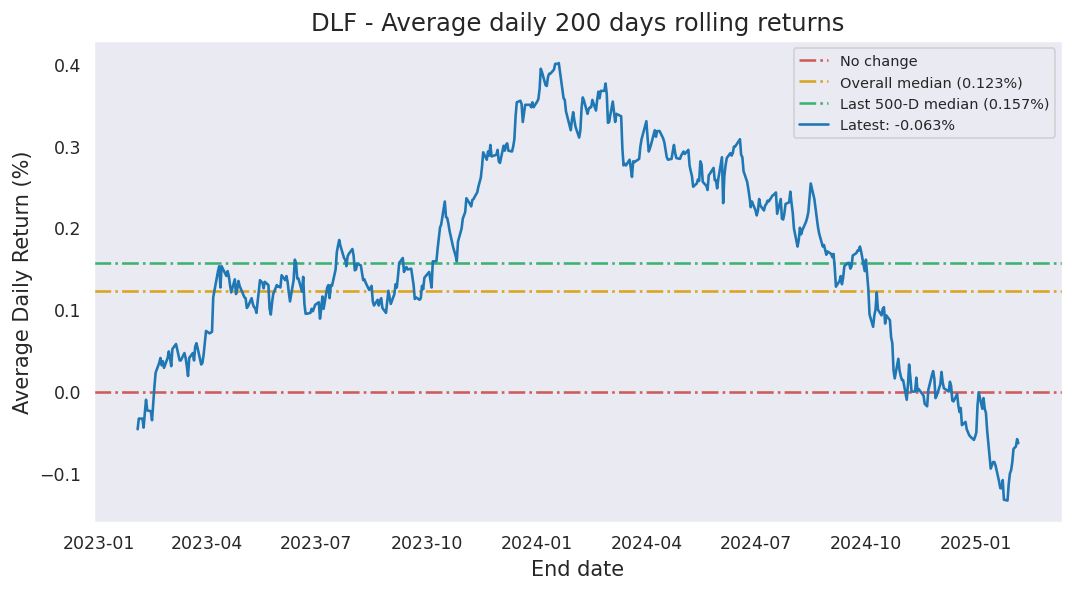 DLF - Average daily 200 days rolling returns
No change
Overall median (0.123%)
Last 500-D median (0.157%)
Latest: -0.063%
Average Daily Return (%)
0.4
0.3
0.2
0.1
0.0
−0.1
2023-01 2023-04 2023-07 2023-10 2024-01 2024-04 2024-07 2024-10 2025-01
End date